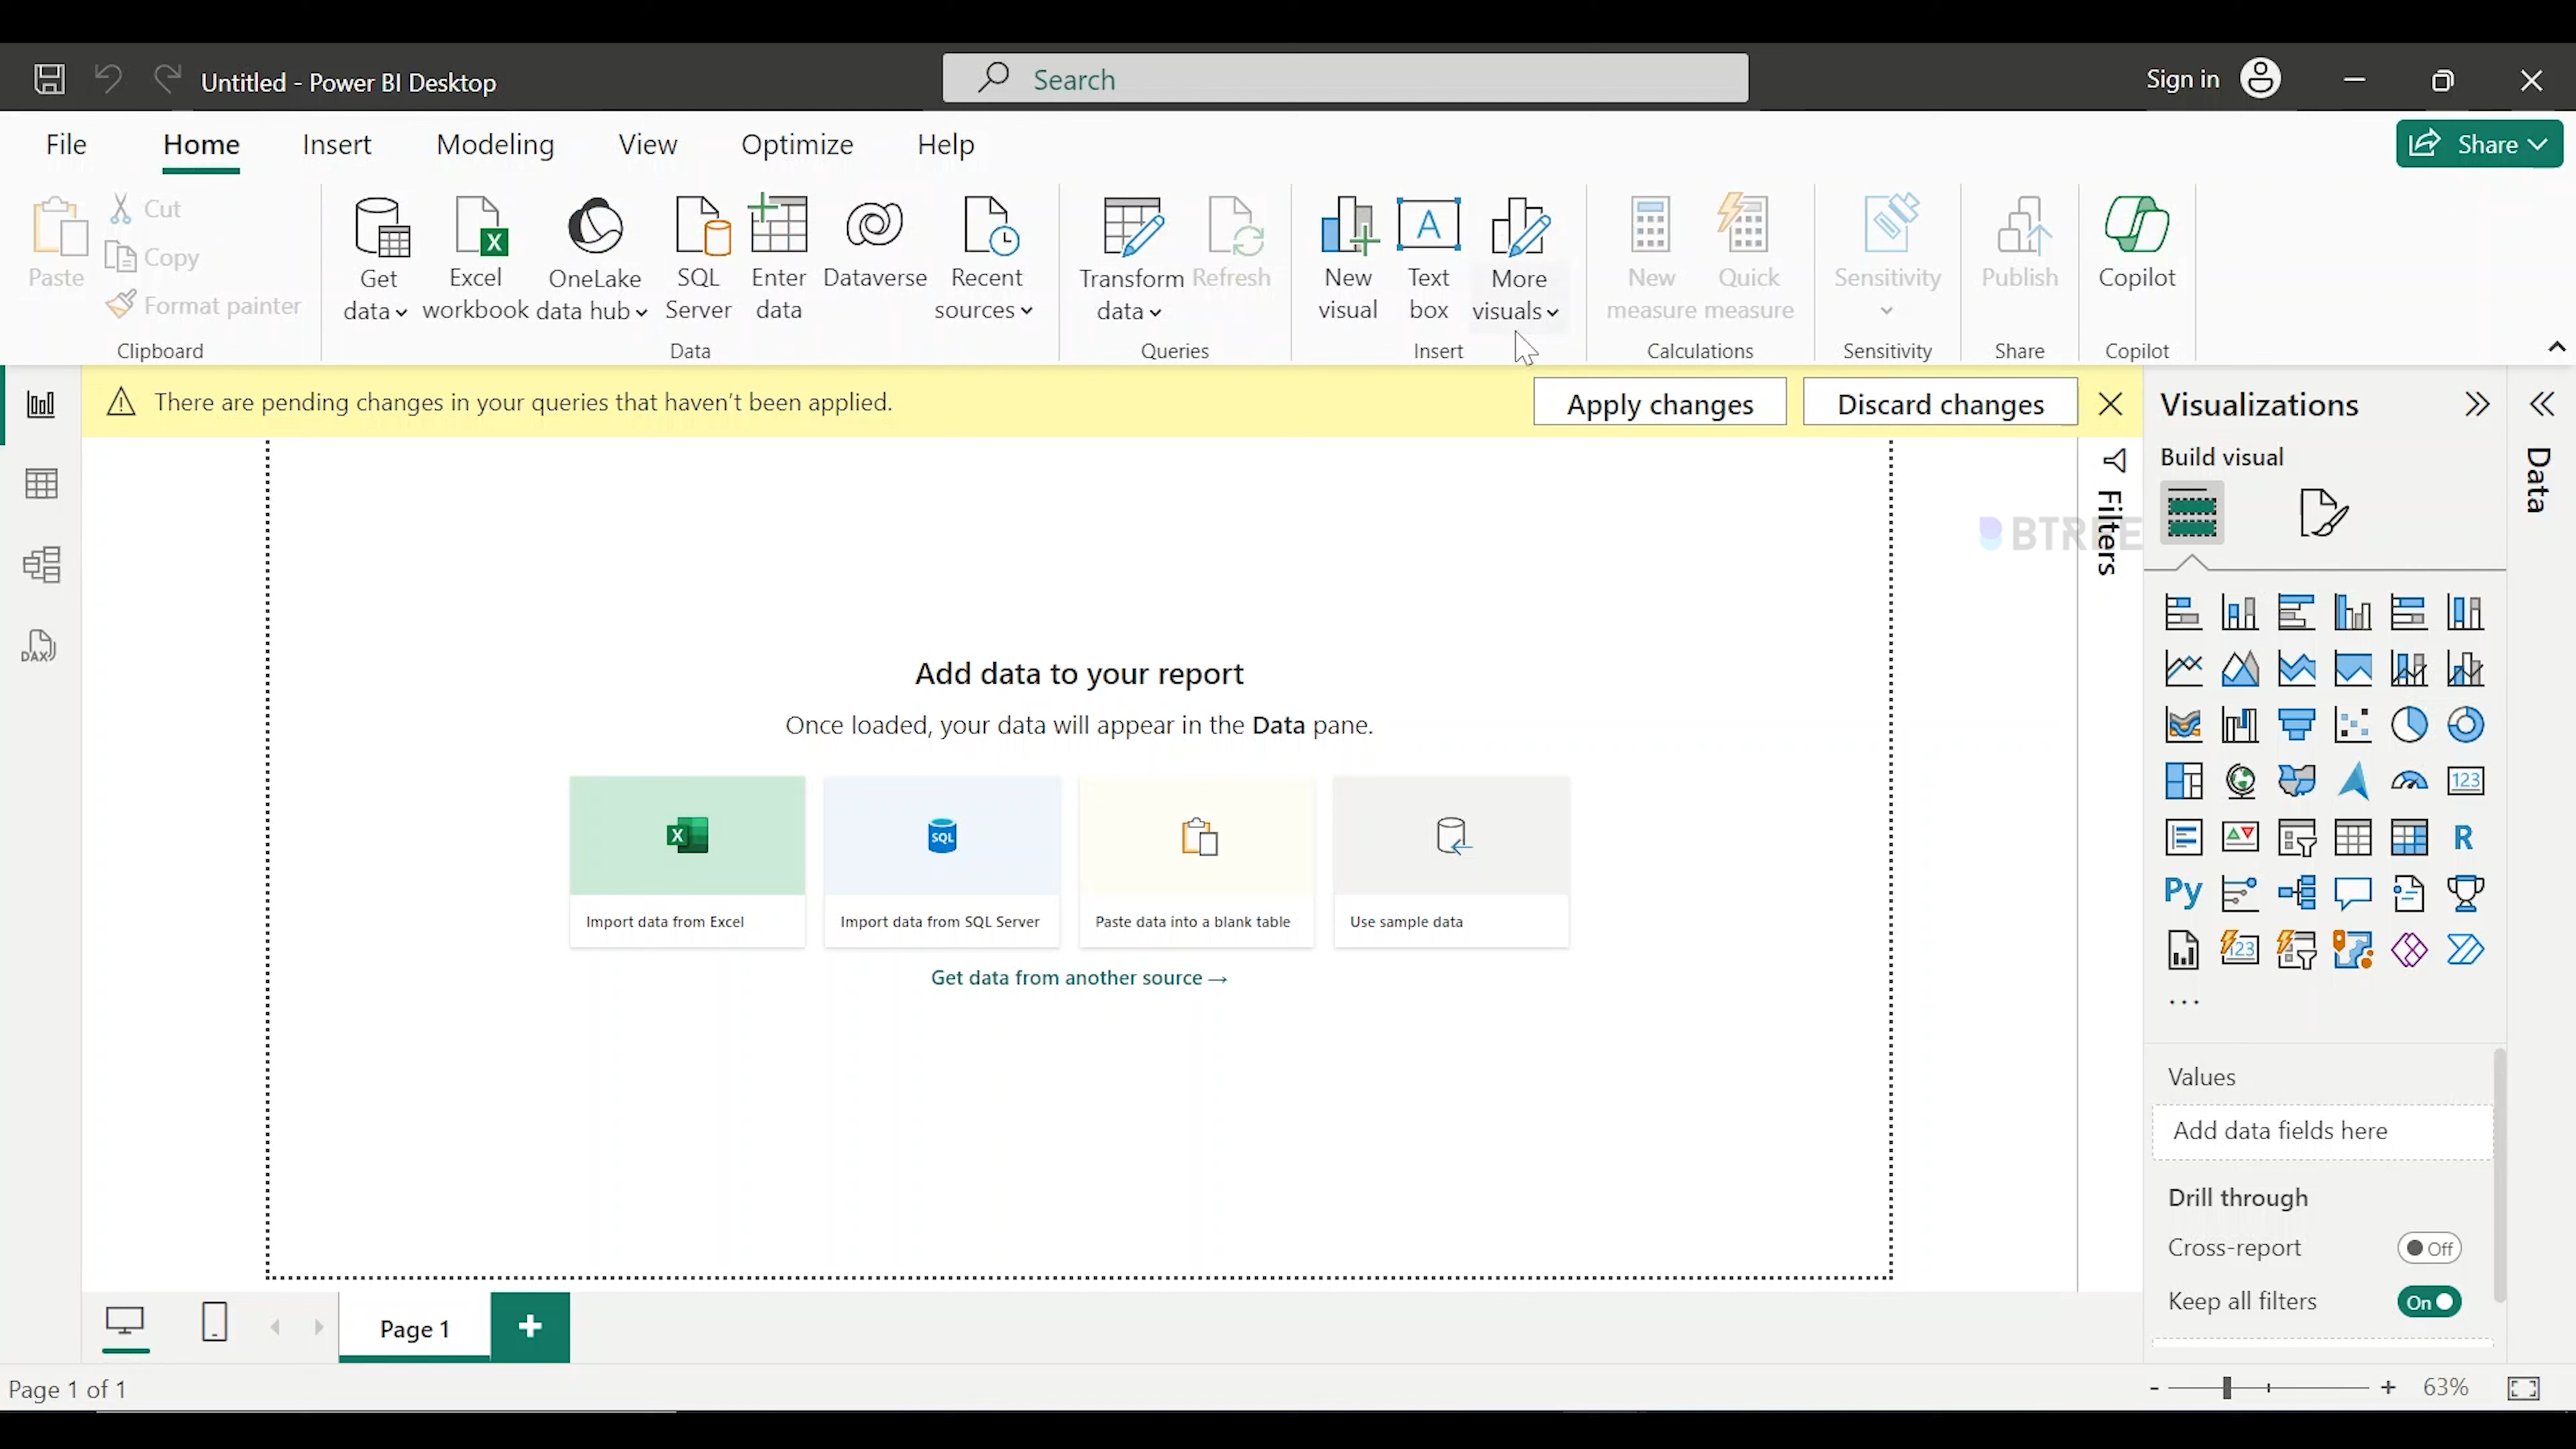 Untitled - Power BI Desktop
Search
Sign in
File Home Insert Modeling View Optimize Help
Share
Paste
Cut
Copy
Format painter
Clipboard
Get data
Excel workbook
OneLake data hub
SQL Server
Enter data
Dataverse
Recent sources
Data
Transform data
Refresh
Queries
New visual
Text box
More visuals
Insert
New measure
Quick measure
Calculations
Sensitivity
Sensitivity
Publish
Share
Copilot
Copilot
There are pending changes in your queries that haven't been applied.
Apply changes
Discard changes
Visualizations
Data
Build visual
Filters
BTREE
DAX
Add data to your report
Once loaded, your data will appear in the Data pane.
X
SQL
Import data from Excel
Import data from SQL Server
Paste data into a blank table
Use sample data
Get data from another source →
123
R
Py
123
...
Values
Add data fields here
Drill through
Cross-report
Off
Keep all filters
On
Page 1
Page 1 of 1
- + 63%